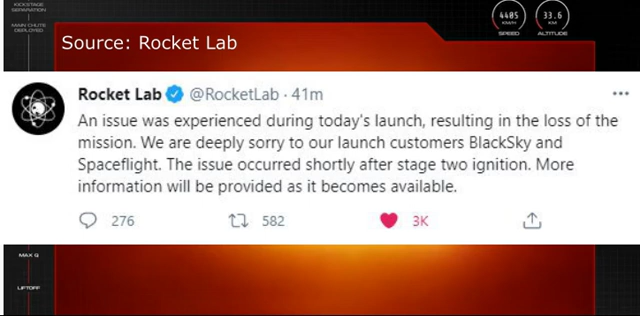 KICKSTAGE
SEPARATION
MAIN CHUTE
DEPLOYED
4485
KM/H
SPEED
33.6
KM
ALTITUDE
Source: Rocket Lab
Rocket Lab @RocketLab · 41m
An issue was experienced during today's launch, resulting in the loss of the
mission. We are deeply sorry to our launch customers BlackSky and
Spaceflight. The issue occurred shortly after stage two ignition. More
information will be provided as it becomes available.
276 582 3K
MAX Q
LIFTOFF